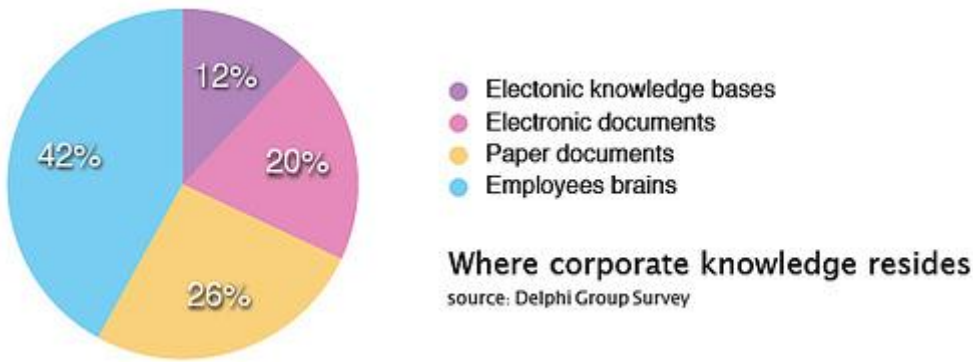 12%
42%
20%
26%
Electonic knowledge bases
Electronic documents
Paper documents
Employees brains
Where corporate knowledge resides
source: Delphi Group Survey